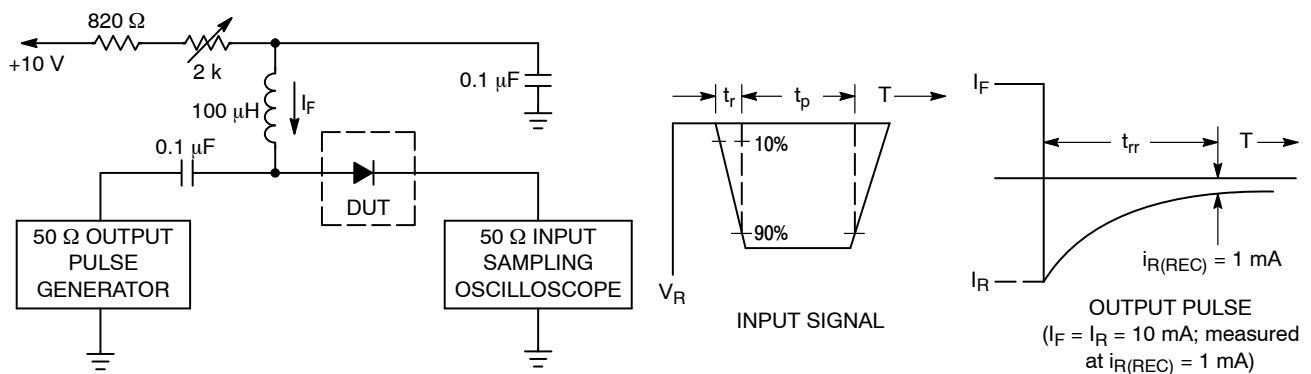 820 Ω
+10 V
2 k
100 μH
I_F
0.1 μF
0.1 μF
DUT
50 Ω OUTPUT
PULSE
GENERATOR
50 Ω INPUT
SAMPLING
OSCILLOSCOPE
t_r
t_p
T
10%
90%
V_R
INPUT SIGNAL
I_F
t_rr
T
I_R
i_R(REC) = 1 mA
OUTPUT PULSE
(I_F = I_R = 10 mA; measured
at i_R(REC) = 1 mA)